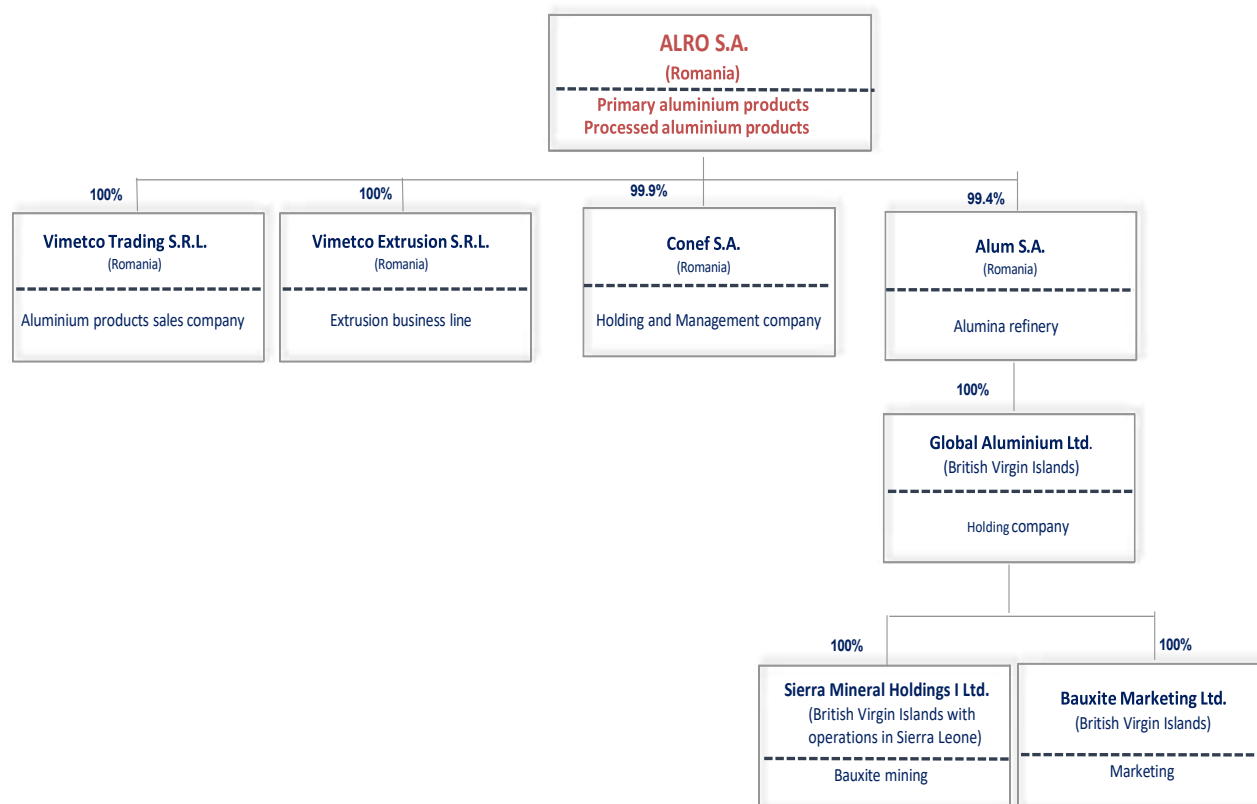 ALRO S.A.
(Romania)
Primary aluminium products
Processed aluminium products
100%
100%
99.9%
99.4%
Vimetco Trading S.R.L.
(Romania)
Aluminium products sales company
Vimetco Extrusion S.R.L.
(Romania)
Extrusion business line
Conef S.A.
(Romania)
Holding and Management company
Alum S.A.
(Romania)
Alumina refinery
100%
Global Aluminium Ltd.
(British Virgin Islands)
Holding company
100%
100%
Sierra Mineral Holdings I Ltd.
(British Virgin Islands with
operations in Sierra Leone)
Bauxite mining
Bauxite Marketing Ltd.
(British Virgin Islands)
Marketing